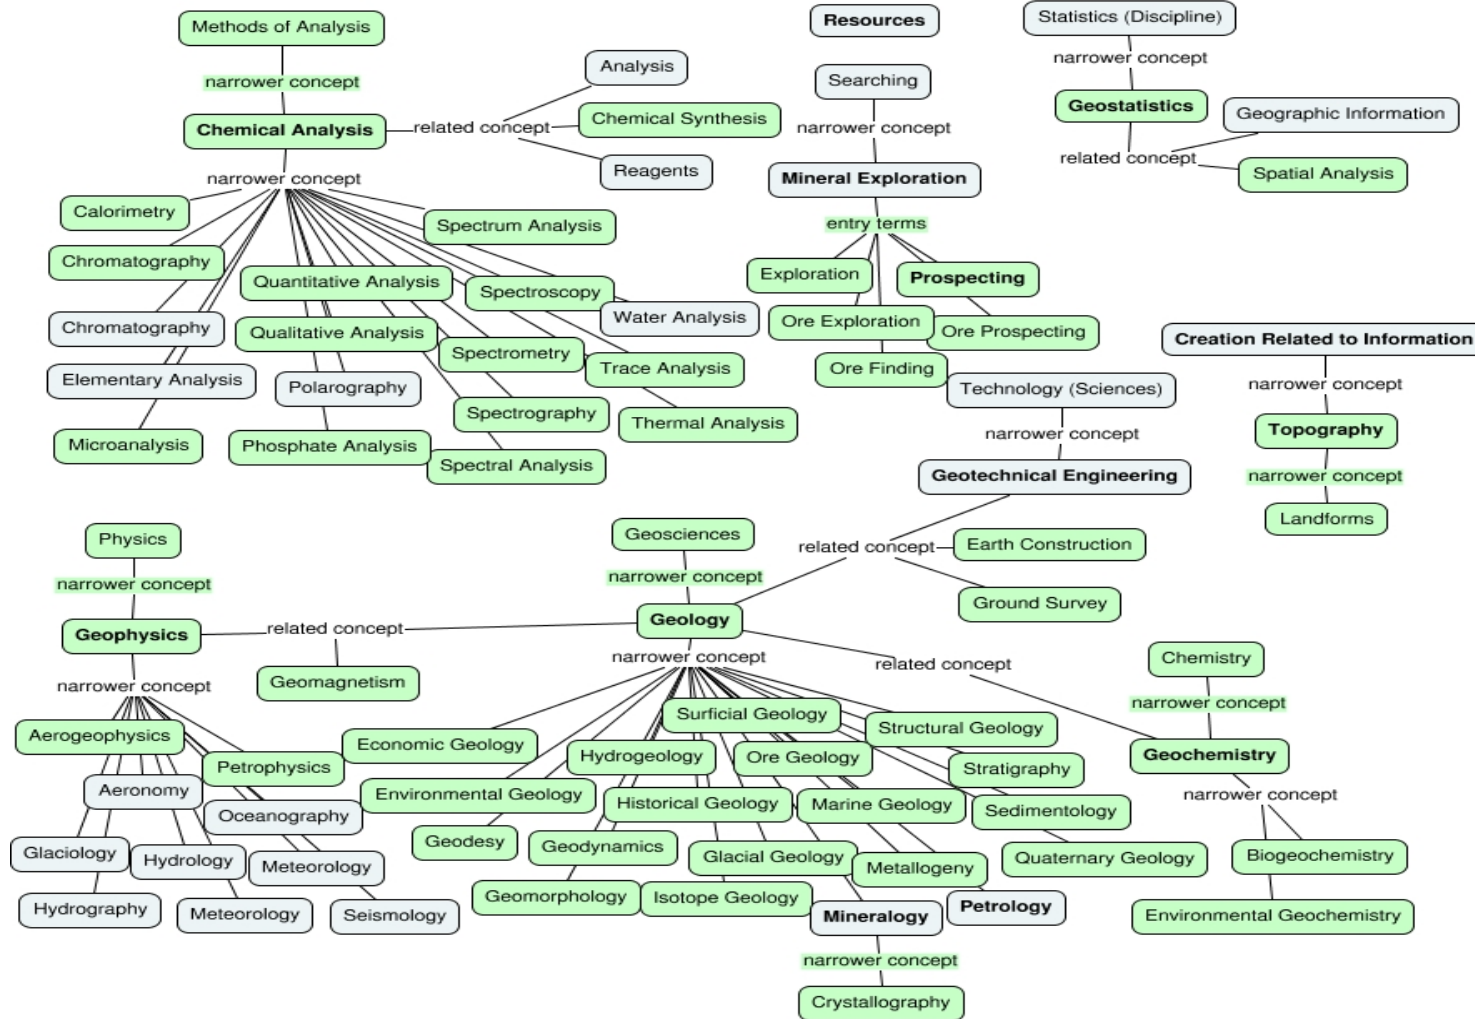 Methods of Analysis
narrower concept
Chemical Analysis
related concept
Analysis
Chemical Synthesis
Reagents
narrower concept
Calorimetry
Chromatography
Chromatography
Elementary Analysis
Microanalysis
Spectrum Analysis
Quantitative Analysis
Spectroscopy
Water Analysis
Qualitative Analysis
Spectrometry
Trace Analysis
Polarography
Spectrography
Thermal Analysis
Phosphate Analysis
Spectral Analysis
Resources
Searching
narrower concept
Mineral Exploration
entry terms
Exploration
Prospecting
Ore Exploration
Ore Prospecting
Ore Finding
Statistics (Discipline)
narrower concept
Geostatistics
related concept
Geographic Information
Spatial Analysis
Creation Related to Information
narrower concept
Topography
narrower concept
Landforms
Technology (Sciences)
narrower concept
Geotechnical Engineering
related concept
Earth Construction
Ground Survey
Physics
narrower concept
Geophysics
related concept
Geomagnetism
narrower concept
Aerogeophysics
Petrophysics
Aeronomy
Oceanography
Glaciology
Hydrology
Meteorology
Hydrography
Meteorology
Seismology
Geosciences
narrower concept
Geology
narrower concept
related concept
Surficial Geology
Structural Geology
Economic Geology
Hydrogeology
Ore Geology
Stratigraphy
Environmental Geology
Historical Geology
Marine Geology
Sedimentology
Geodesy
Geodynamics
Glacial Geology
Metallogeny
Quaternary Geology
Geomorphology
Isotope Geology
Mineralogy
Petrology
narrower concept
Crystallography
Chemistry
narrower concept
Geochemistry
narrower concept
Biogeochemistry
Environmental Geochemistry